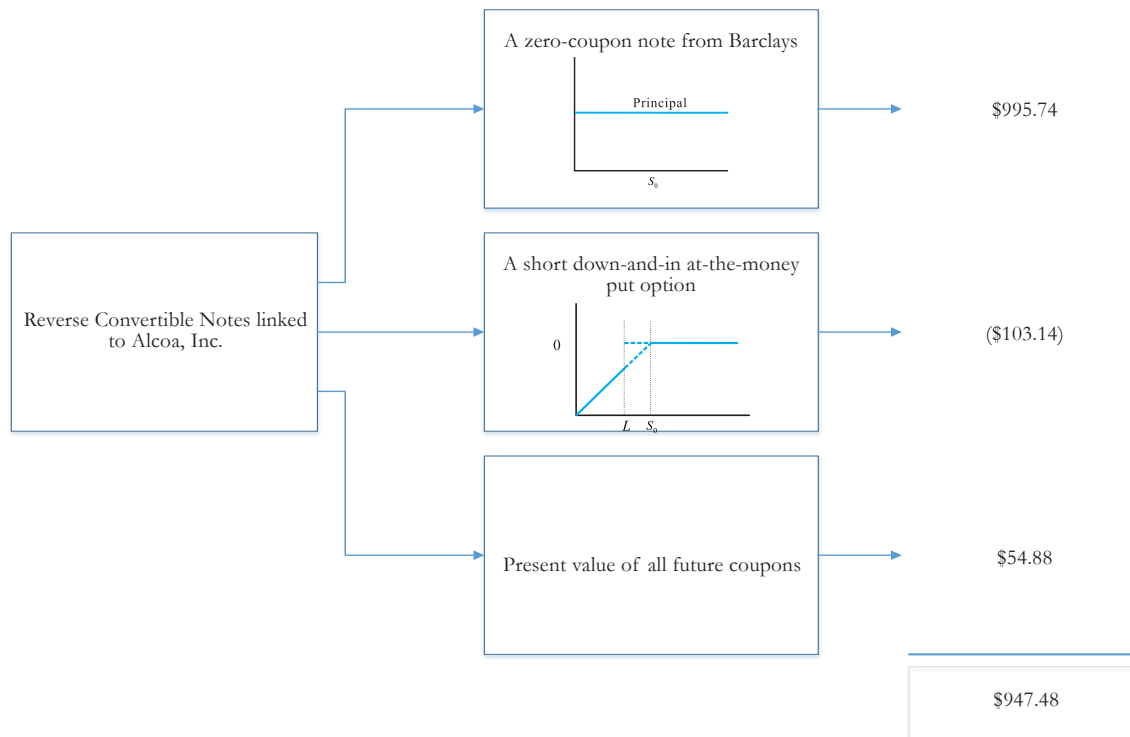 A zero-coupon note from Barclays
Principal
S₀
$995.74
Reverse Convertible Notes linked
to Alcoa, Inc.
A short down-and-in at-the-money
put option
0
L S₀
($103.14)
Present value of all future coupons
$54.88
$947.48